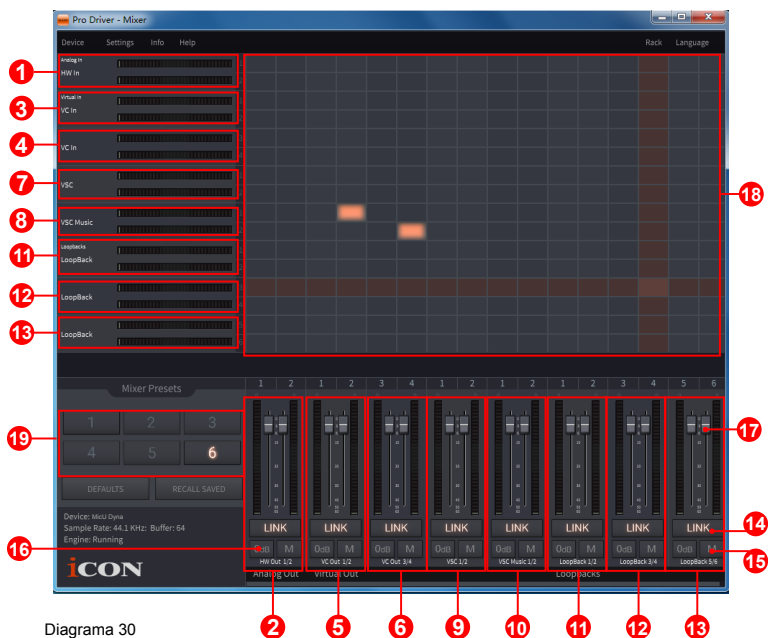 Pro Driver - Mixer
Device Settings Info Help Rack Language
Analog In
1 HW In
Virtual In
3 VC In
4 VC In
7 VSC
18
8 VSC Music
Loopbacks
11 LoopBack
12 LoopBack
13 LoopBack
1 2 1 2 3 4 1 2 1 2 1 2 3 4 5 6
Mixer Presets
1 2 3
19
17
4 5 6
DEFAULTS RECALL SAVED
Device: McU Dyna
Sample Rate: 44.1 KHz: Buffer: 64
Engine: Running
LINK LINK LINK LINK LINK LINK LINK LINK 14
16 0dB M 0dB M 0dB M 0dB M 0dB M 0dB M 0dB M 0dB M 15
HW Out 1/2 VC Out 1/2 VC Out 3/4 VSC 1/2 VSC Music 1/2 LoopBack 1/2 LoopBack 3/4 LoopBack 5/6
iCON
Analog Out Virtual Out Loopbacks
Diagrama 30 2 5 6 9 10 11 12 13